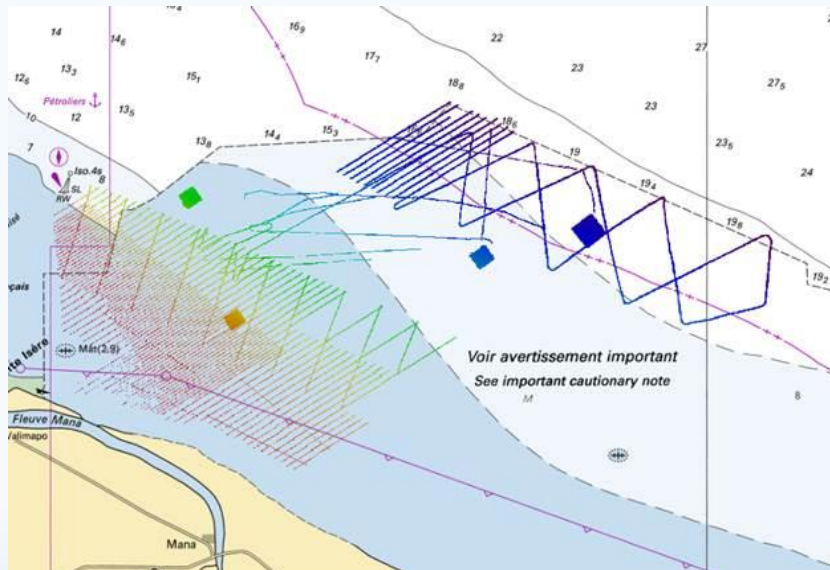 16₉
22
27
14
14₆
17₇
23
27₅
13₃
15₁
12₆
Pétroliers
13₅
18₈
23
10
12
18₆
13₈
14₄
15₃
23₅
7
19
24
Iso.4s
8
SL
RW
19₄
19₈
19₂
Mât(2,9)
Voir avertissement important
See important cautionary note
M
8
Fleuve Mana
Mana